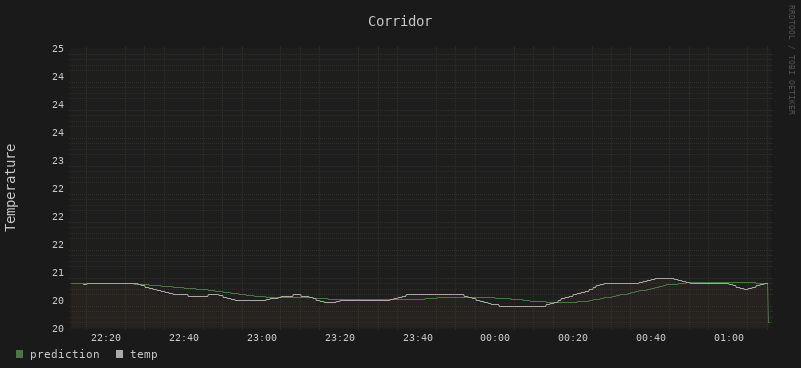 Corridor
RRDTOOL / TOBI OETIKER
Temperature
25
24
24
24
23
22
22
22
21
20
20
22:20 22:40 23:00 23:20 23:40 00:00 00:20 00:40 01:00
prediction temp